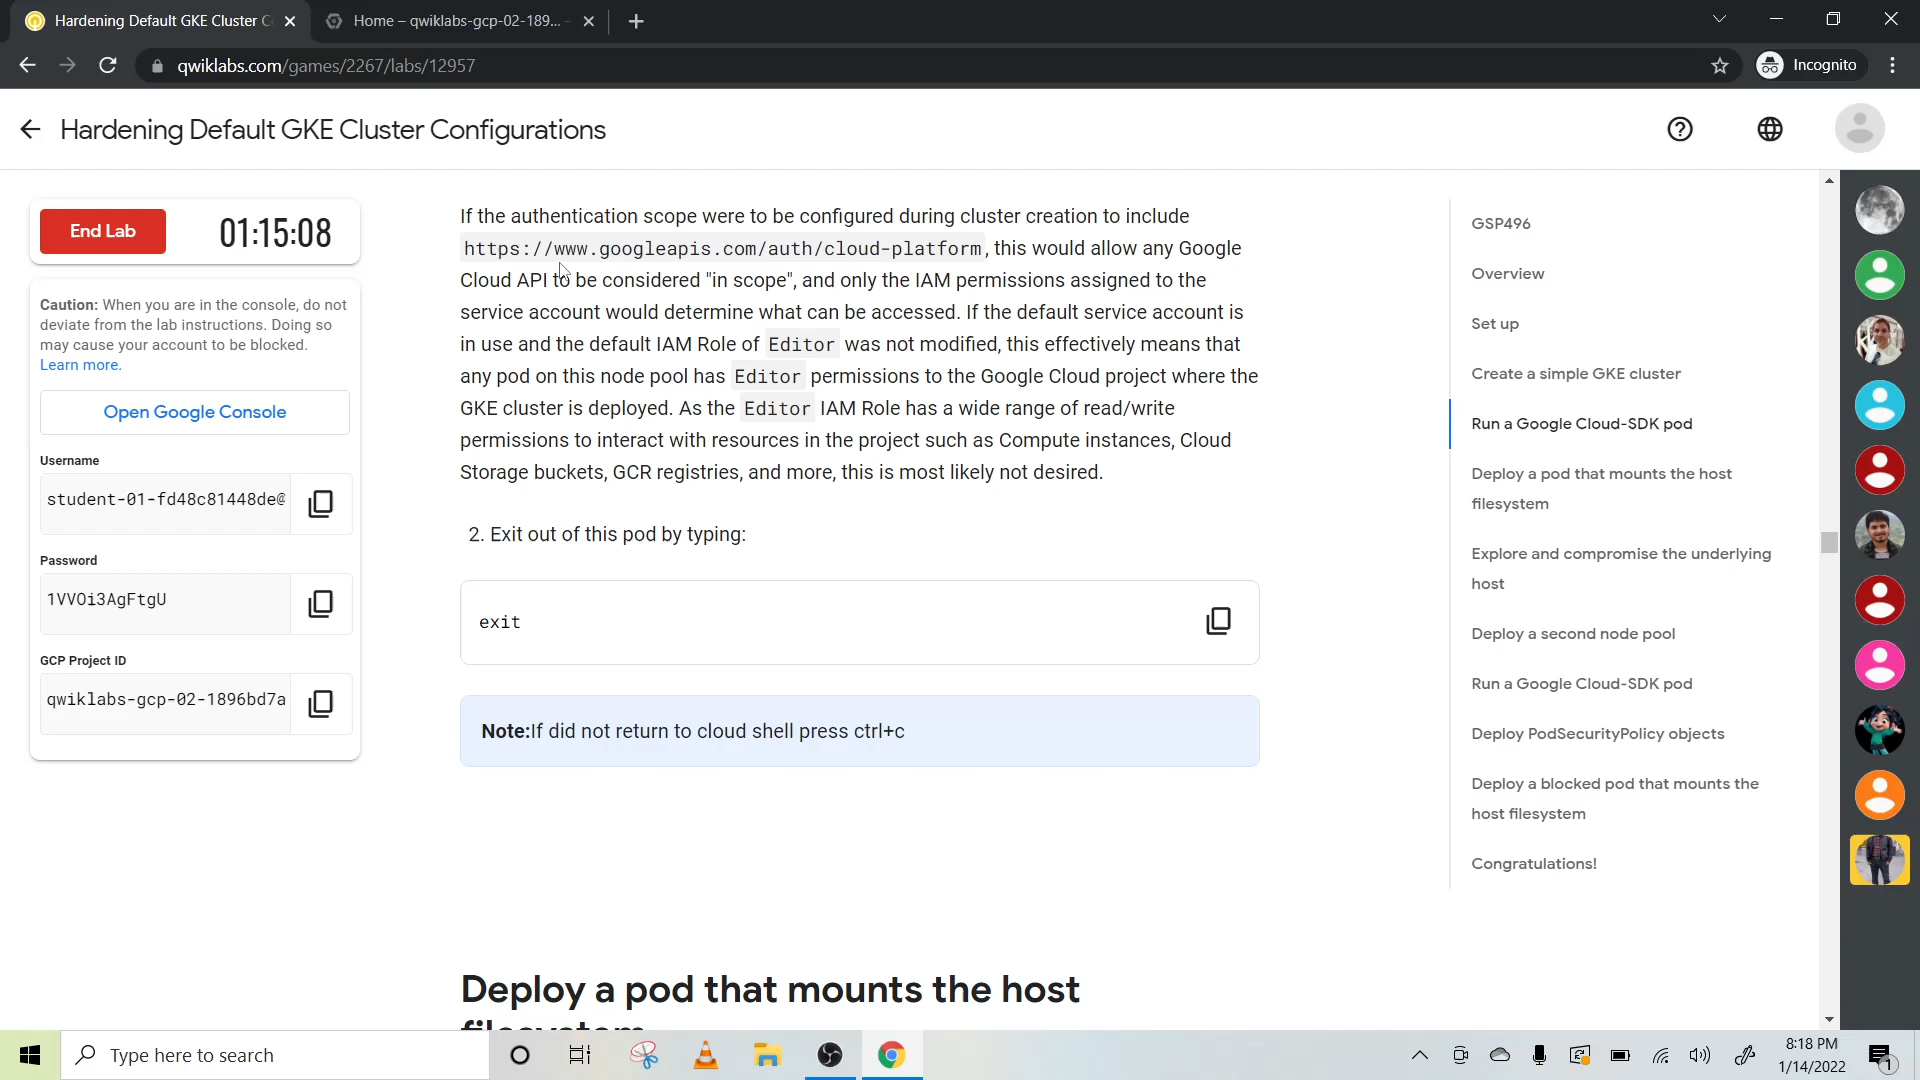 Hardening Default GKE Cluster C
Home – qwiklabs-gcp-02-189... –
qwiklabs.com/games/2267/labs/12957
Incognito
Hardening Default GKE Cluster Configurations
End Lab
01:15:08
Caution: When you are in the console, do not
deviate from the lab instructions. Doing so
may cause your account to be blocked.
Learn more.
Open Google Console
Username
student-01-fd48c81448de@
Password
1VVOi3AgFtgU
GCP Project ID
qwiklabs-gcp-02-1896bd7a
If the authentication scope were to be configured during cluster creation to include
https://www.googleapis.com/auth/cloud-platform, this would allow any Google
Cloud API to be considered "in scope", and only the IAM permissions assigned to the
service account would determine what can be accessed. If the default service account is
in use and the default IAM Role of Editor was not modified, this effectively means that
any pod on this node pool has Editor permissions to the Google Cloud project where the
GKE cluster is deployed. As the Editor IAM Role has a wide range of read/write
permissions to interact with resources in the project such as Compute instances, Cloud
Storage buckets, GCR registries, and more, this is most likely not desired.
2. Exit out of this pod by typing:
exit
Note:If did not return to cloud shell press ctrl+c
Deploy a pod that mounts the host
filesystem
GSP496
Overview
Set up
Create a simple GKE cluster
Run a Google Cloud-SDK pod
Deploy a pod that mounts the host
filesystem
Explore and compromise the underlying
host
Deploy a second node pool
Run a Google Cloud-SDK pod
Deploy PodSecurityPolicy objects
Deploy a blocked pod that mounts the
host filesystem
Congratulations!
Type here to search
8:18 PM
1/14/2022
1